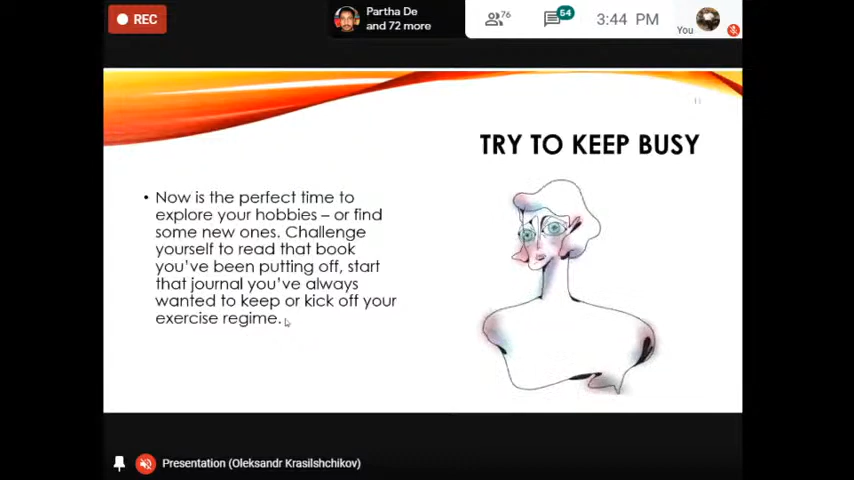 REC
Partha De
and 72 more
76
54
3:44 PM
You
11
TRY TO KEEP BUSY
• Now is the perfect time to
explore your hobbies – or find
some new ones. Challenge
yourself to read that book
you've been putting off, start
that journal you've always
wanted to keep or kick off your
exercise regime.
Presentation (Oleksandr Krasilshchikov)